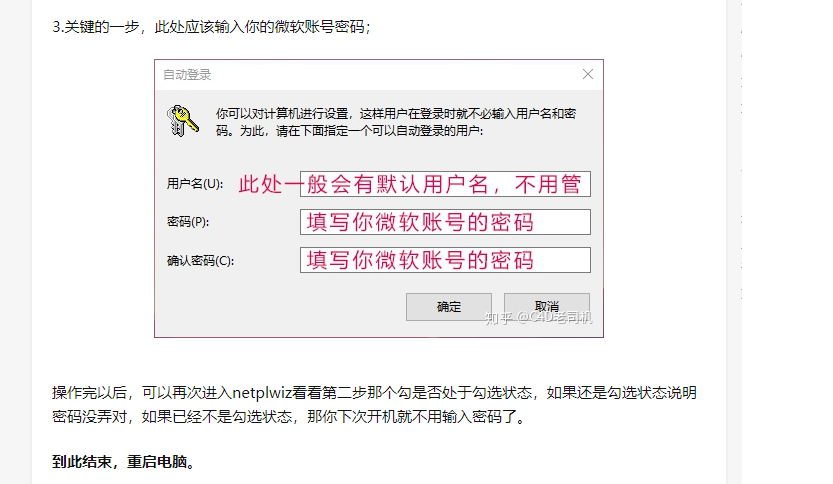 3.关键的一步，此处应该输入你的微软账号密码；
自动登录
你可以对计算机进行设置，这样用户在登录时就不必输入用户名和密
码。为此，请在下面指定一个可以自动登录的用户:
用户名(U): 此处一般会有默认用户名，不用管
密码(P): 填写你微软账号的密码
确认密码(C): 填写你微软账号的密码
确定 取消
知乎 @C4D老司机
操作完以后，可以再次进入netplwiz看看第二步那个勾是否处于勾选状态，如果还是勾选状态说明
密码没弄对，如果已经不是勾选状态，那你下次开机就不用输入密码了。
到此结束，重启电脑。